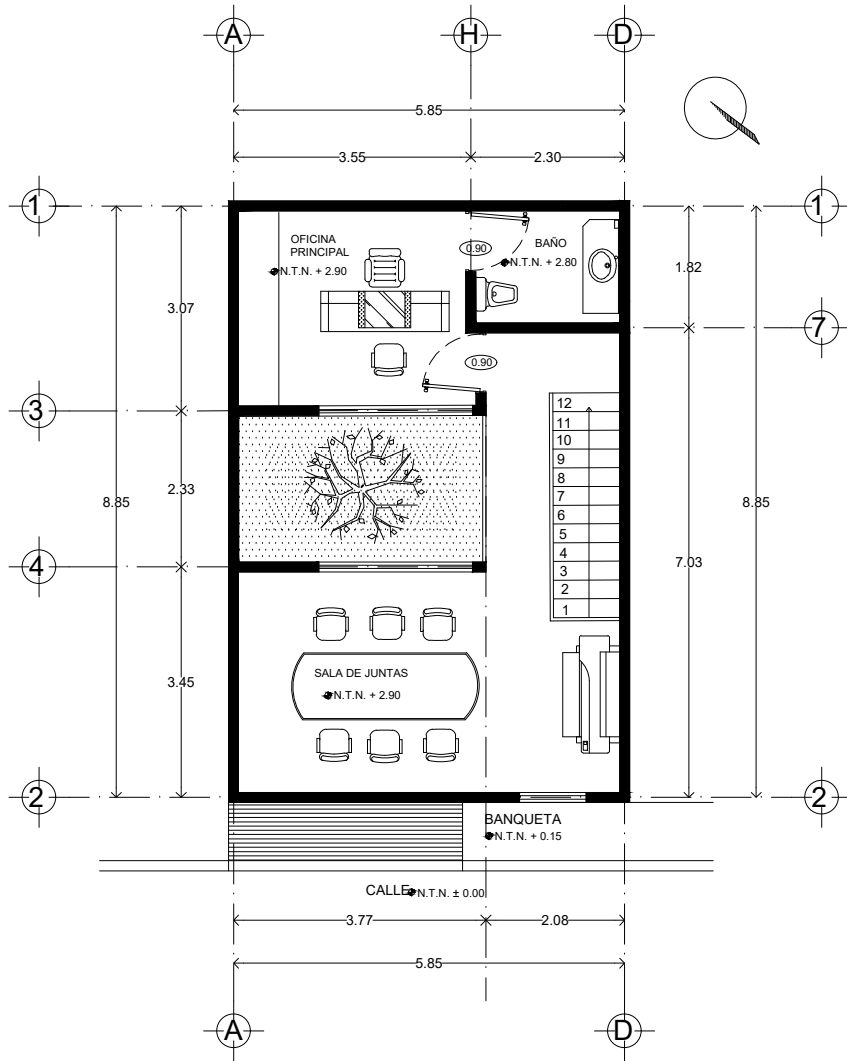 A H D
5.85
3.55 2.30
1 1
OFICINA
PRINCIPAL
N.T.N. + 2.90
0.90
BAÑO
N.T.N. + 2.80
1.82
3.07
7
0.90
3
12
11
10
9
8
7
6
5
4
3
2
1
2.33
8.85 8.85
4
7.03
SALA DE JUNTAS
N.T.N. + 2.90
3.45
2 2
BANQUETA
N.T.N. + 0.15
CALLE N.T.N. ± 0.00
3.77 2.08
5.85
A D